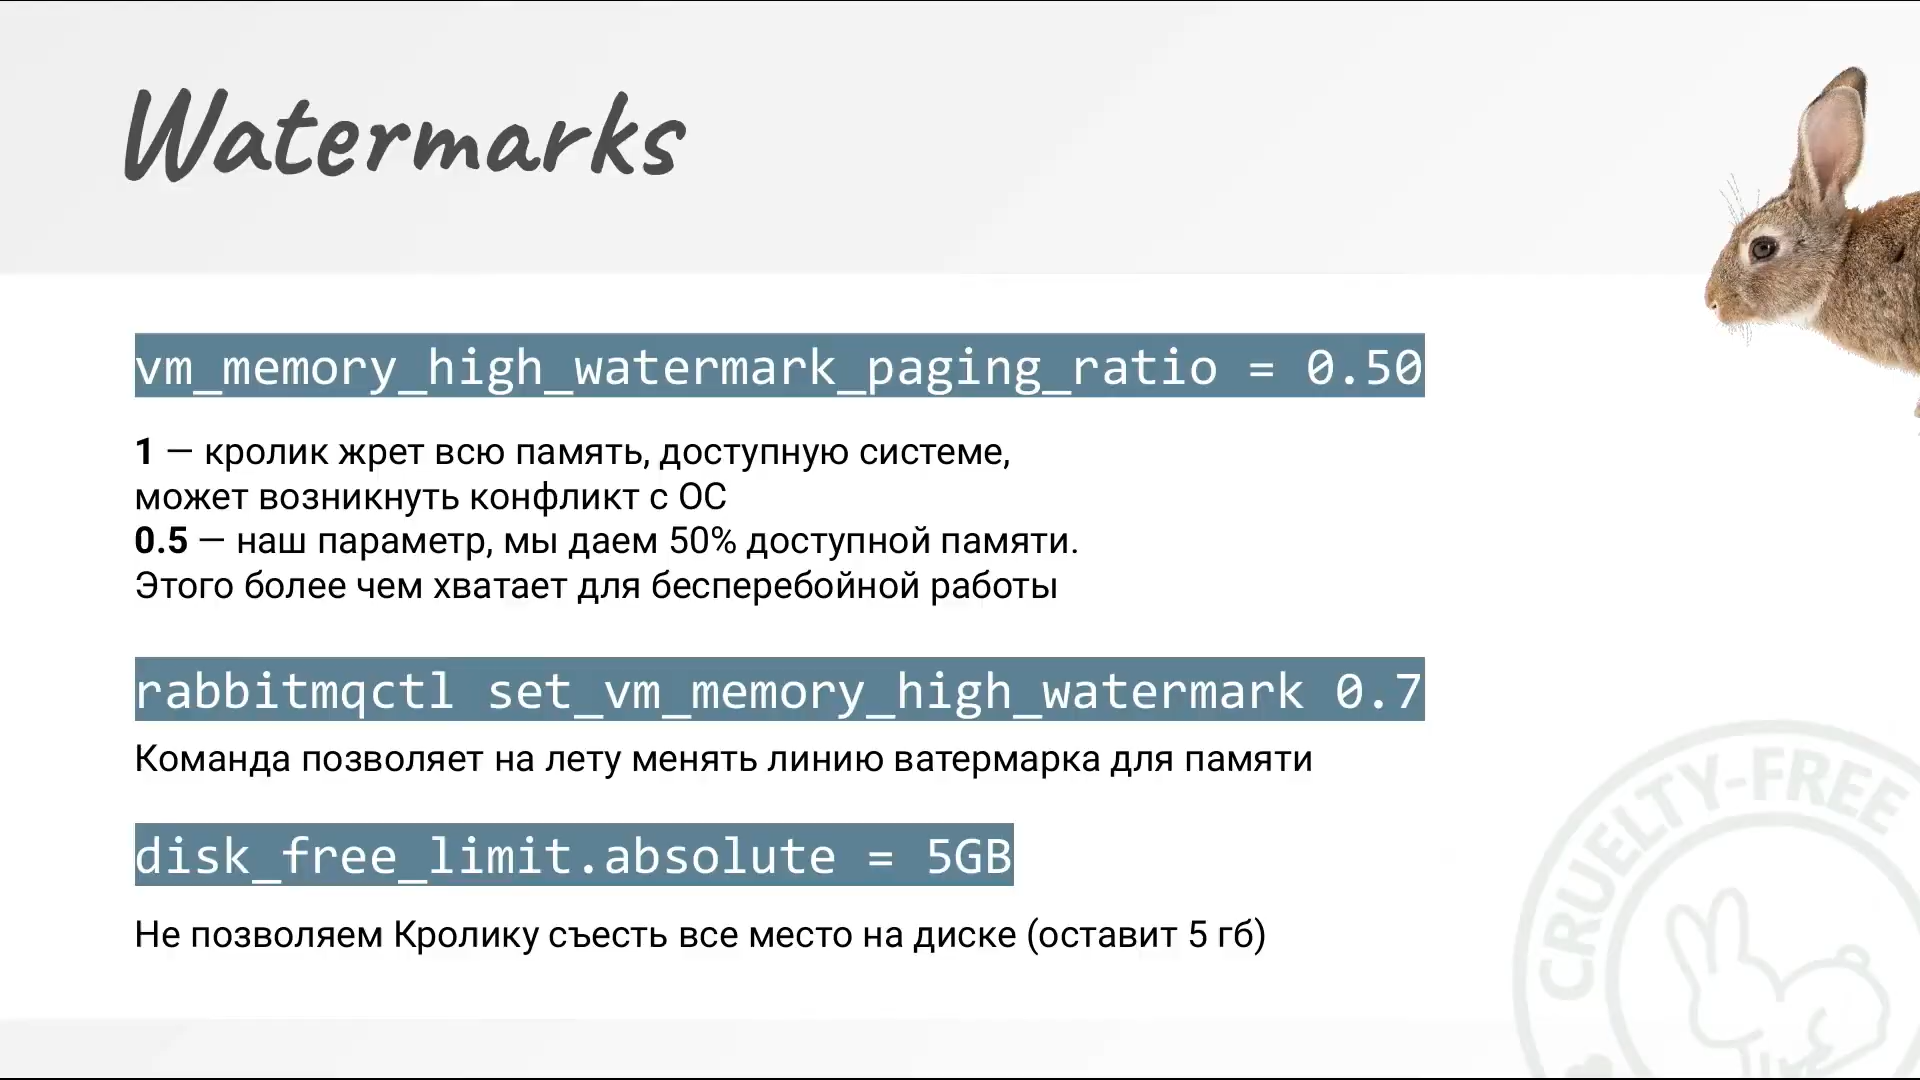 Watermarks
vm_memory_high_watermark_paging_ratio = 0.50
1 — кролик жрет всю память, доступную системе,
может возникнуть конфликт с ОС
0.5 — наш параметр, мы даем 50% доступной памяти.
Этого более чем хватает для бесперебойной работы
rabbitmqctl set_vm_memory_high_watermark 0.7
Команда позволяет на лету менять линию ватермарка для памяти
disk_free_limit.absolute = 5GB
Не позволяем Кролику съесть все место на диске (оставит 5 гб)
CRUELTY-FREE